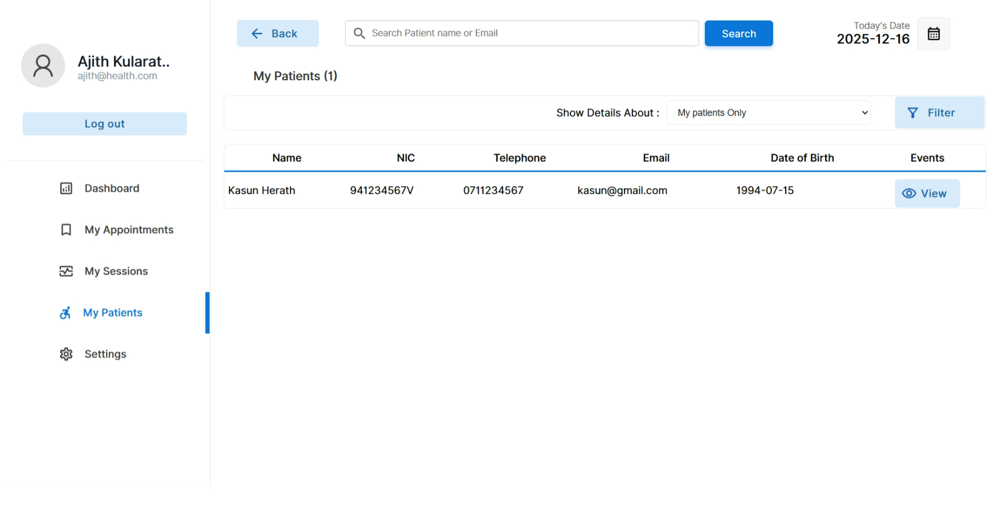 Ajith Kularat..
ajith@health.com
Log out
Dashboard
My Appointments
My Sessions
My Patients
Settings
Back
Search Patient name or Email
Search
Today's Date
2025-12-16
My Patients (1)
Show Details About : My patients Only Filter
Name NIC Telephone Email Date of Birth Events
Kasun Herath 941234567V 0711234567 kasun@gmail.com 1994-07-15 View